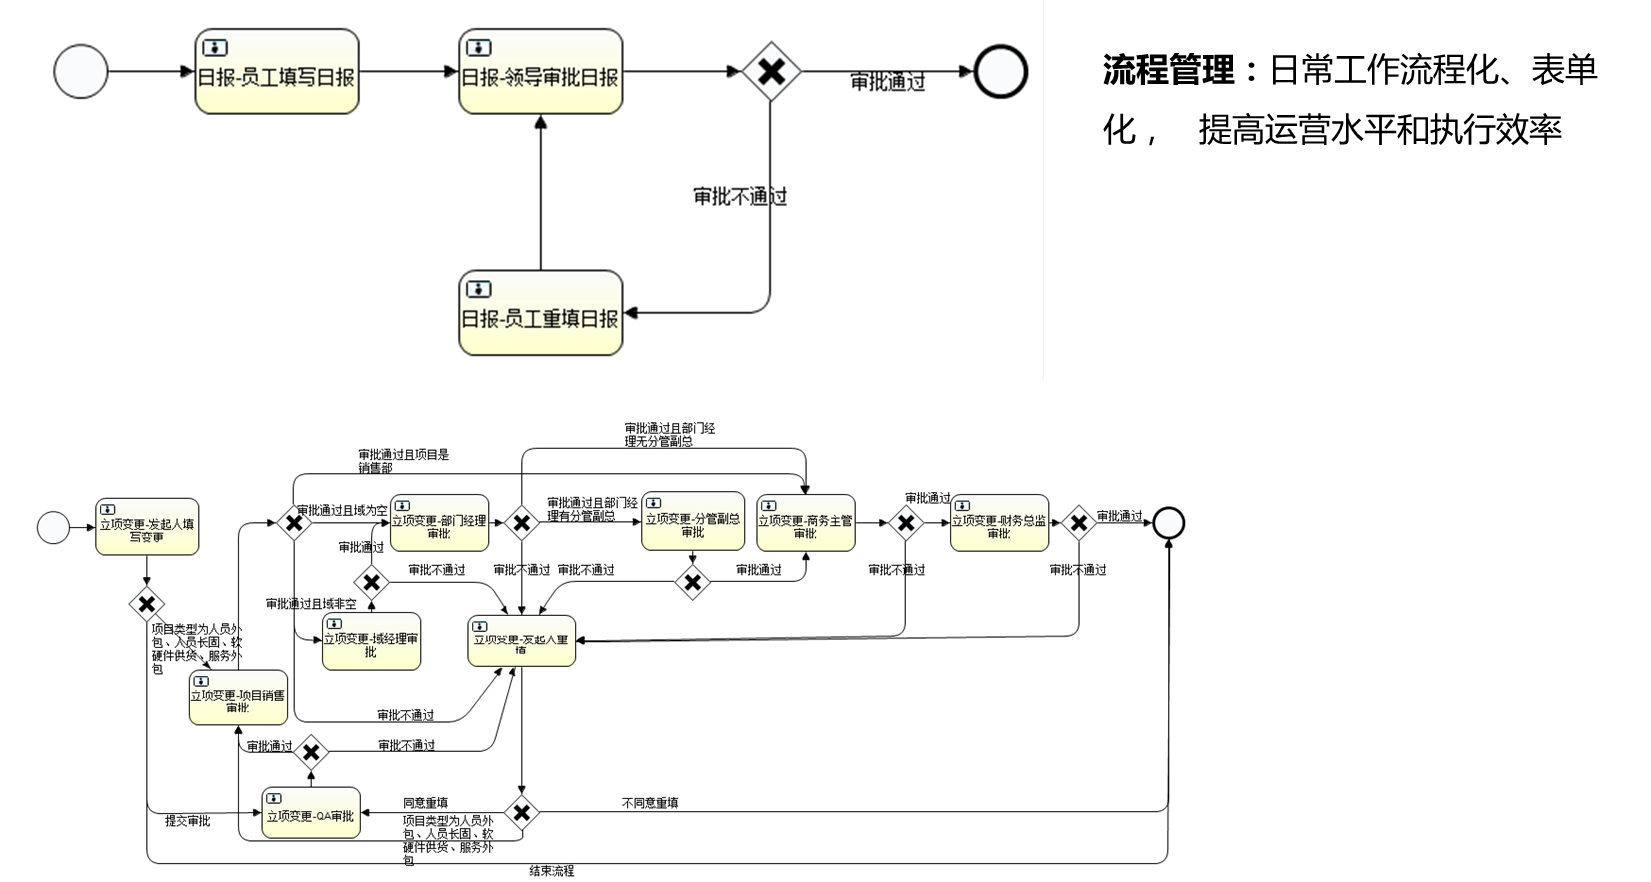 日报-员工填写日报
日报-领导审批日报
审批通过
审批不通过
日报-员工重填日报
流程管理：日常工作流程化、表单
化， 提高运营水平和执行效率
审批通过且部门经
理无分管副总
审批通过且项目是
销售部
立项变更-发起人填
写变更
审批通过且域为空
立项变更-部门经理
审批
审批通过且部门经
理有分管副总
立项变更-分管副总
审批
立项变更-商务主管
审批
审批通过
立项变更-财务总监
审批
审批通过
审批通过
审批不通过
审批不通过
审批不通过
审批通过
审批不通过
审批不通过
审批通过且域非空
立项变更-域经理审
批
立项变更-发起人重
填
项目类型为人员外
包、人员长固、软
硬件供货、服务外
包
立项变更-项目销售
审批
审批不通过
审批通过
审批不通过
立项变更-QA审批
提交审批
同意重填
不同意重填
项目类型为人员外
包、人员长固、软
硬件供货、服务外
包
结束流程